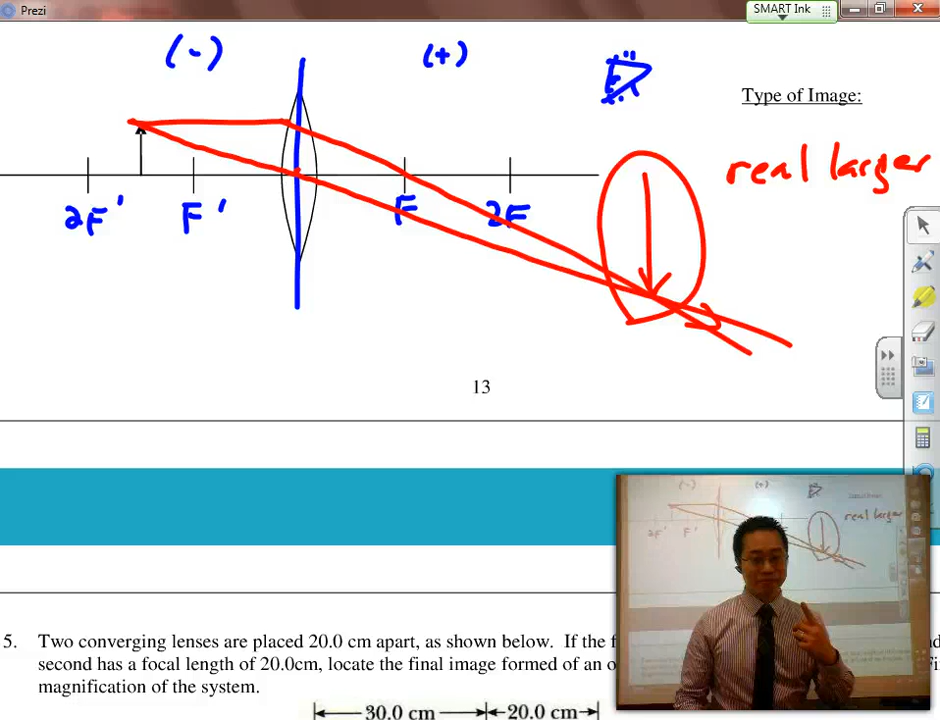 Prezi
SMART Ink
(-)
(+)
Type of Image:
real larger
2F'
F'
F
2F
13
real larger
5. Two converging lenses are placed 20.0 cm apart, as shown below. If the f
second has a focal length of 20.0cm, locate the final image formed of an o
magnification of the system.
30.0 cm
20.0 cm